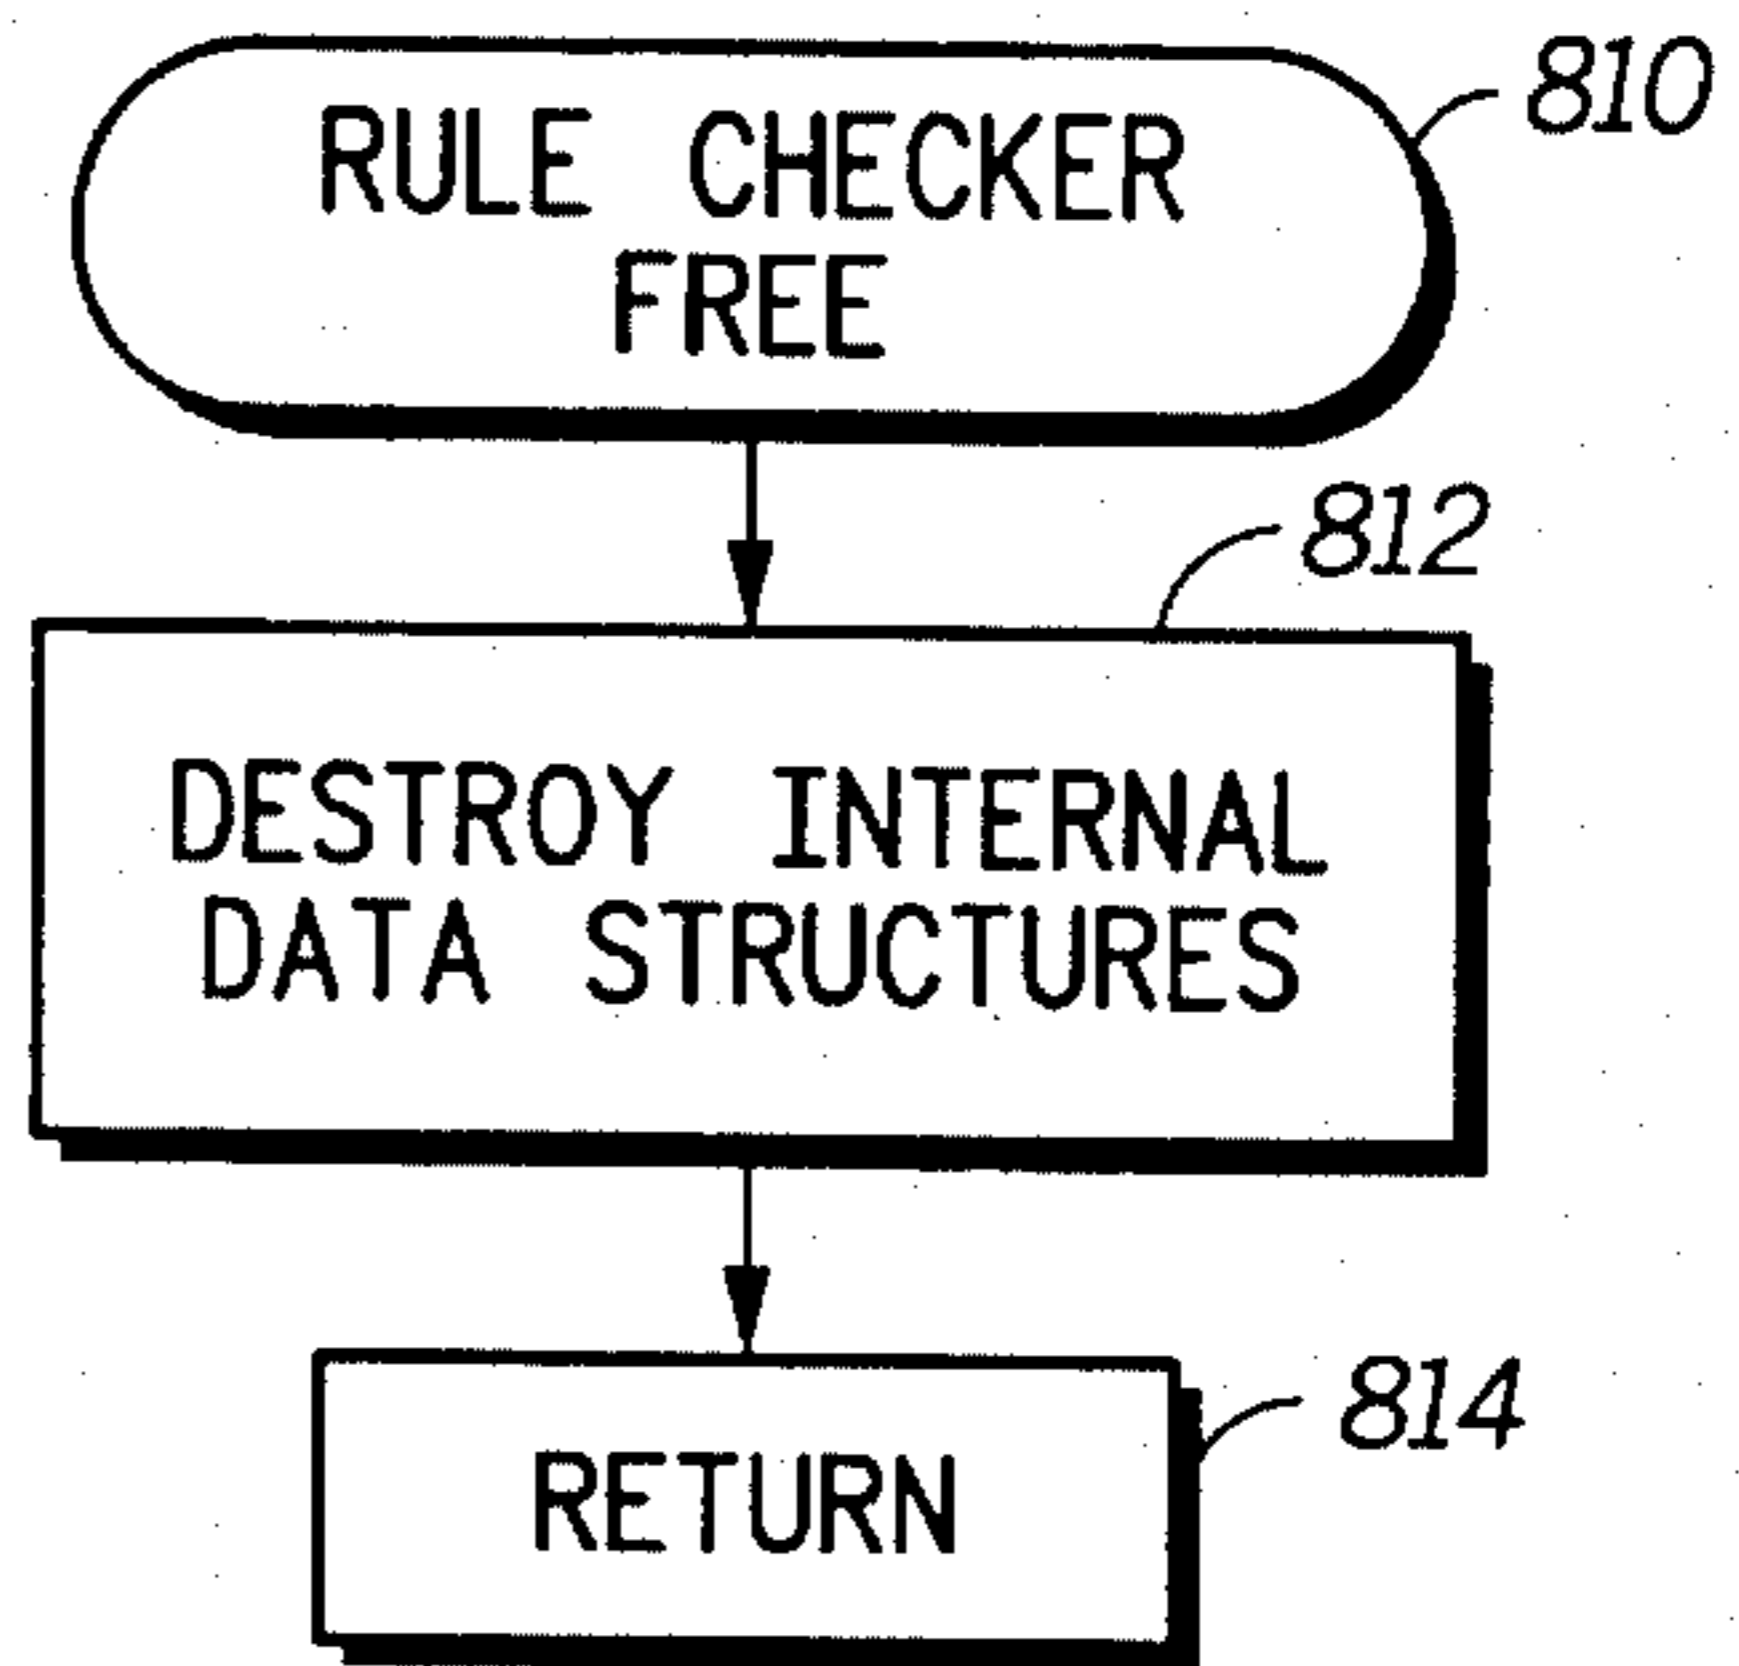 RULE CHECKER
FREE
810
812
DESTROY INTERNAL
DATA STRUCTURES
814
RETURN